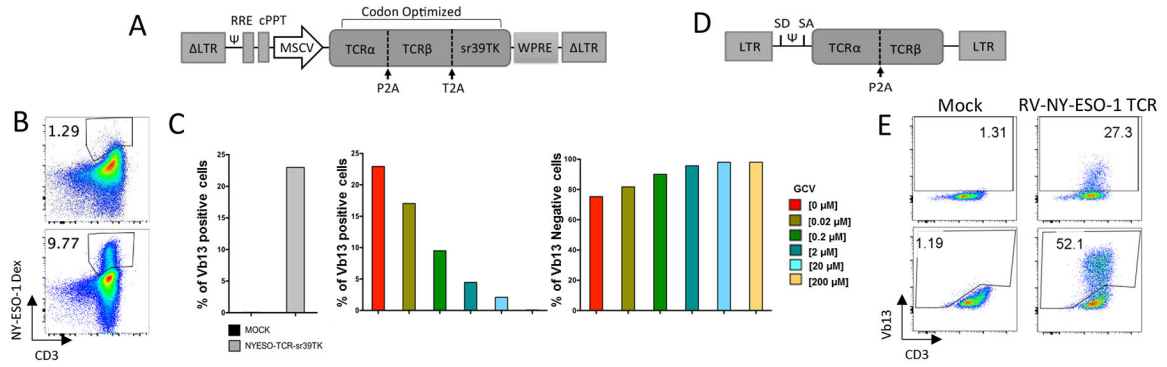 A
RRE cPPT
Codon Optimized
ΔLTR
Ψ
MSCV
TCRα
TCRβ
sr39TK
WPRE
ΔLTR
P2A
T2A
D
SD SA
Ψ
LTR
TCRα
TCRβ
LTR
P2A
B
1.29
9.77
NY-ESO-1 Dex
CD3
C
% of Vb13 positive cells
25
20
15
10
5
0
MOCK
NYESO-TCR-sr39TK
% of Vb13 positive cells
25
20
15
10
5
0
% of Vb13 Negative cells
100
80
60
40
20
0
GCV
[0 µM]
[0.02 µM]
[0.2 µM]
[2 µM]
[20 µM]
[200 µM]
E
Mock
RV-NY-ESO-1 TCR
1.31
27.3
1.19
52.1
Vb13
CD3